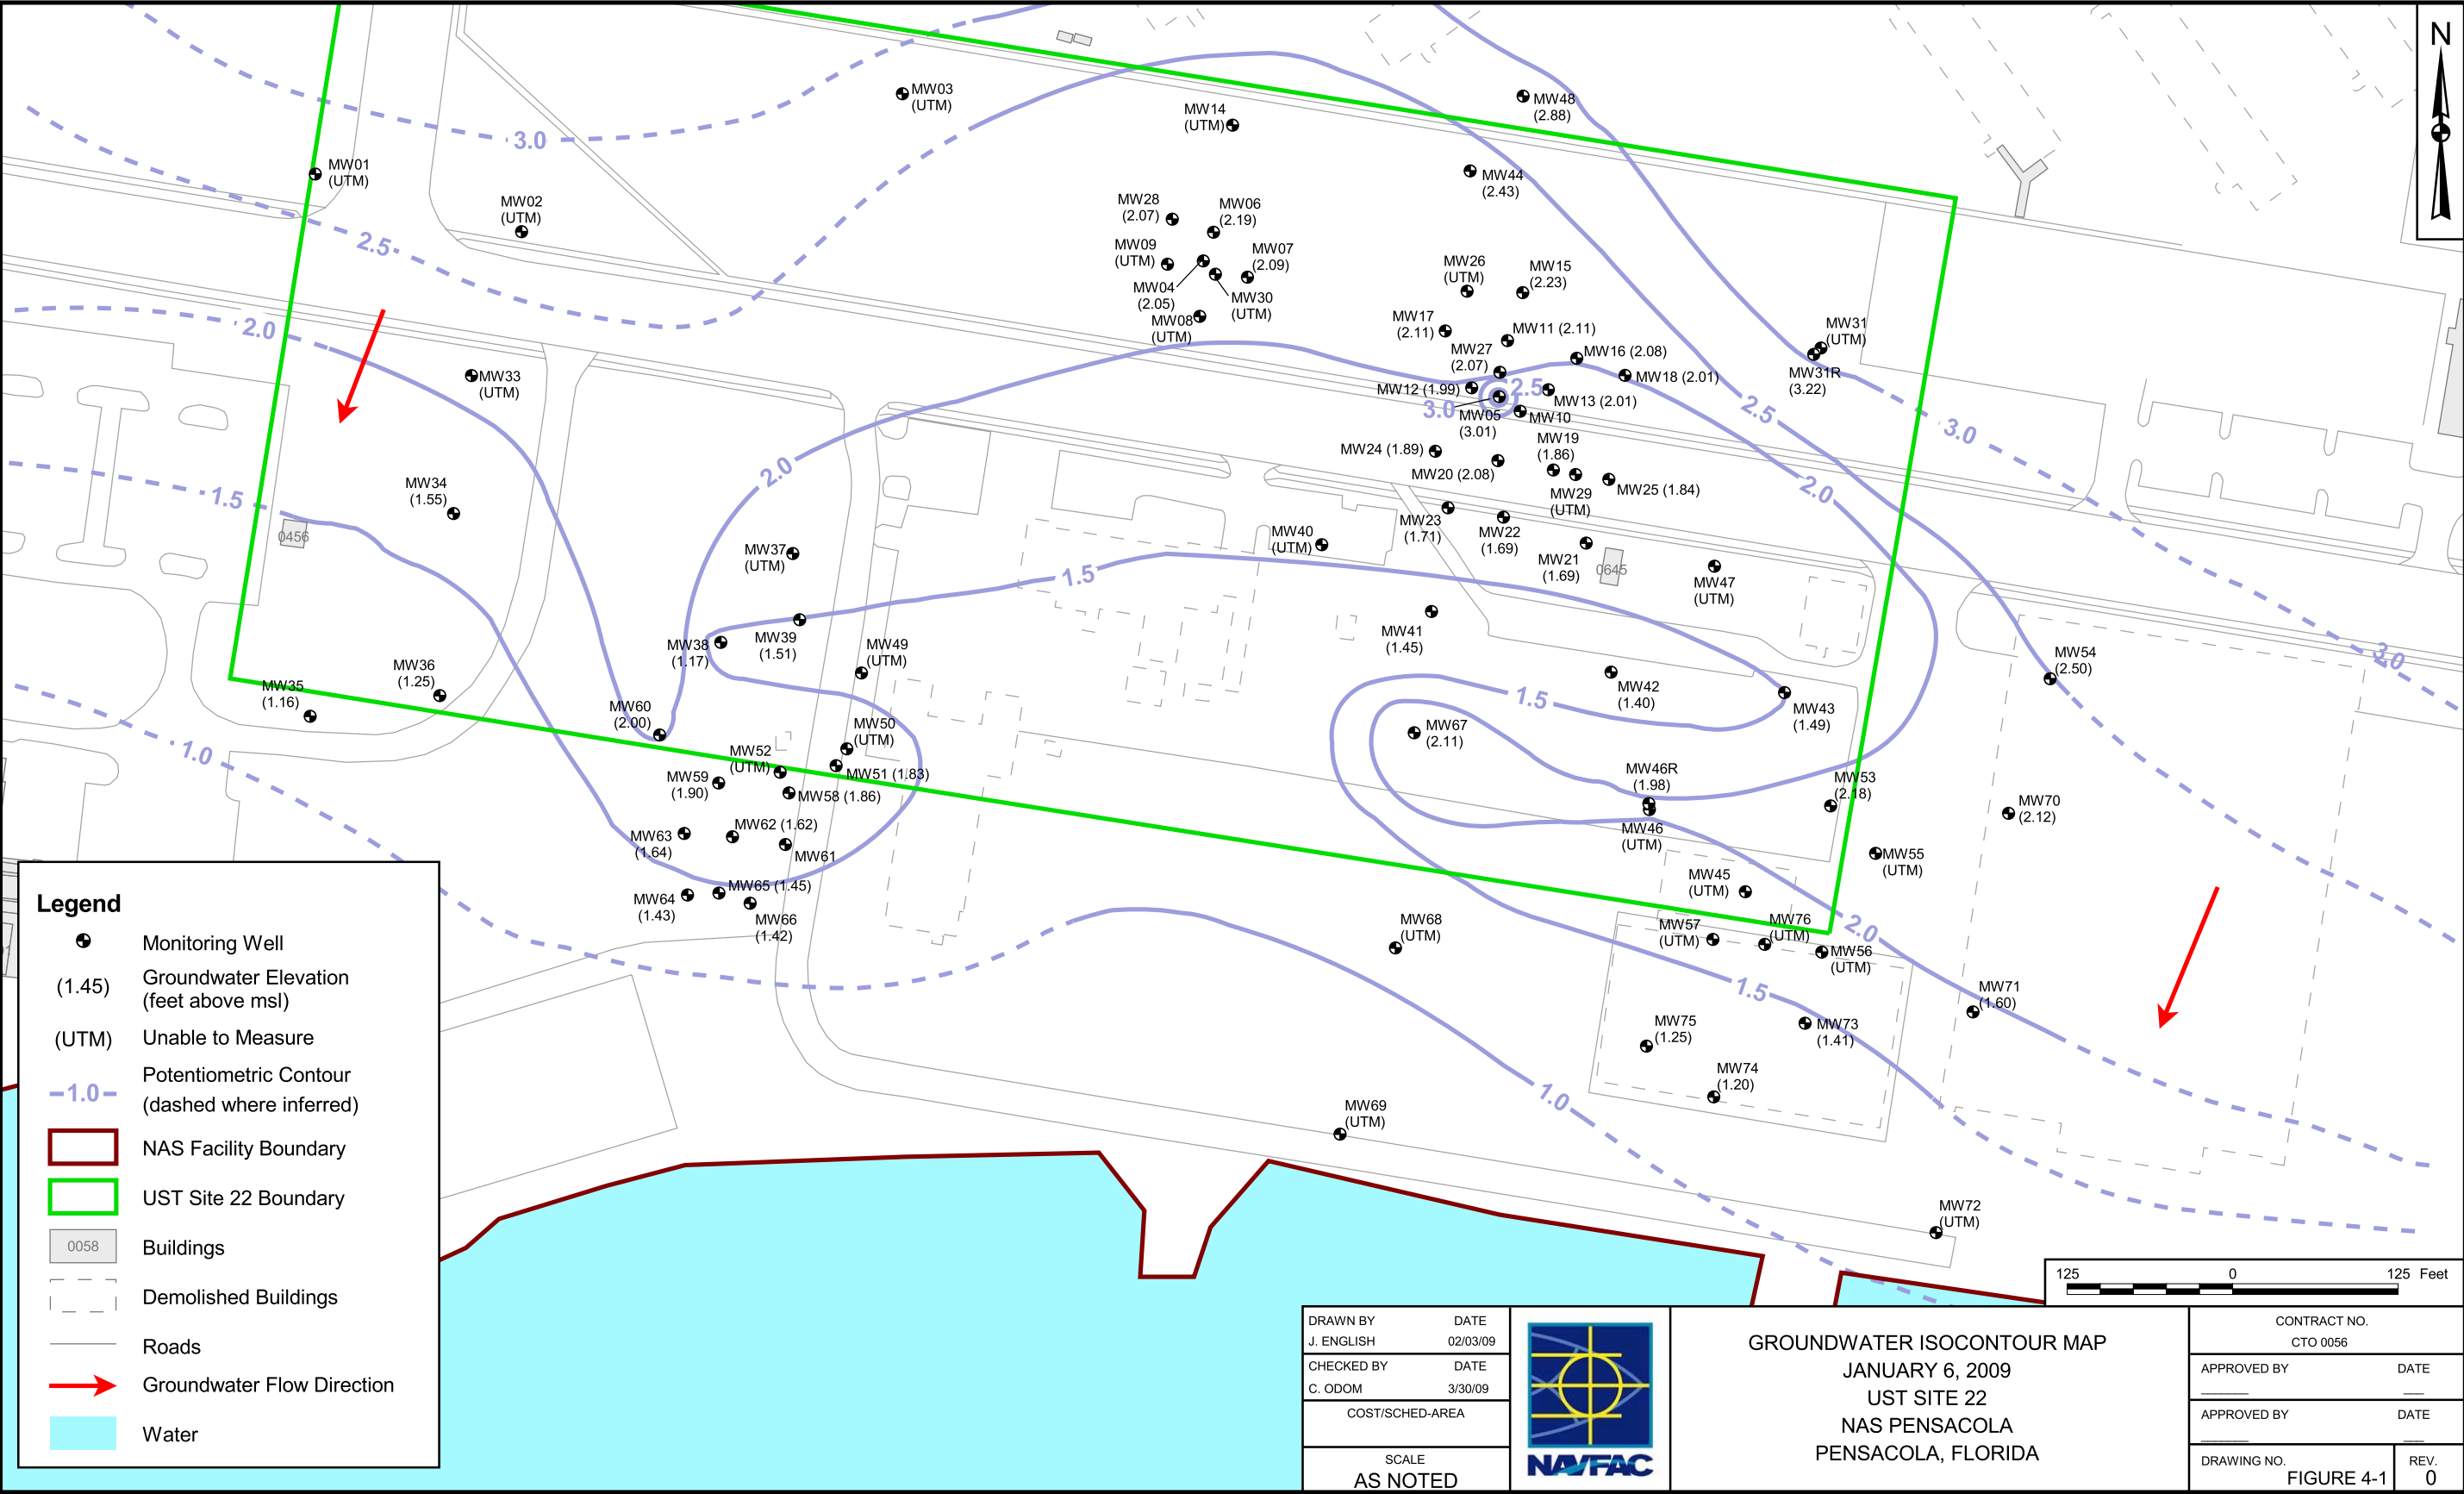 N
MW03
(UTM)
MW14
(UTM)
MW48
(2.88)
3.0
MW01
(UTM)
MW44
(2.43)
MW02
(UTM)
MW28
(2.07)
MW06
(2.19)
2.5
MW09
(UTM)
MW07
(2.09)
MW26
(UTM)
MW15
(2.23)
MW04
(2.05)
MW30
(UTM)
MW08
(UTM)
2.0
MW17
(2.11)
MW11 (2.11)
MW31
(UTM)
MW27
(2.07)
MW16 (2.08)
MW31R
(3.22)
MW33
(UTM)
MW18 (2.01)
MW12 (1.99)
2.5
MW13 (2.01)
3.0
MW05
(3.01)
MW10
2.5
3.0
MW19
(1.86)
MW24 (1.89)
MW20 (2.08)
2.0
MW34
(1.55)
1.5
MW29
(UTM)
MW25 (1.84)
2.0
MW23
(1.71)
MW22
(1.69)
0456
MW37
(UTM)
MW40
(UTM)
MW21
(1.69)
0645
1.5
MW47
(UTM)
MW38
(1.17)
MW39
(1.51)
MW41
(1.45)
MW49
(UTM)
3.0
MW54
(2.50)
MW36
(1.25)
MW35
(1.16)
MW42
(1.40)
1.5
MW43
(1.49)
MW60
(2.00)
MW67
(2.11)
MW50
(UTM)
1.0
MW52
(UTM)
MW51 (1.83)
MW59
(1.90)
MW58 (1.86)
MW46R
(1.98)
MW53
(2.18)
MW70
(2.12)
MW62 (1.62)
MW63
(1.64)
MW61
MW46
(UTM)
MW55
(UTM)
MW45
(UTM)
MW65 (1.45)
MW64
(1.43)
MW66
(1.42)
MW68
(UTM)
MW57
(UTM)
MW76
(UTM)
2.0
MW56
(UTM)
1.5
MW71
(1.60)
MW75
(1.25)
MW73
(1.41)
MW74
(1.20)
1.0
MW69
(UTM)
MW72
(UTM)
Legend
Monitoring Well
(1.45) Groundwater Elevation
(feet above msl)
(UTM) Unable to Measure
1.0 Potentiometric Contour
(dashed where inferred)
NAS Facility Boundary
UST Site 22 Boundary
0058 Buildings
Demolished Buildings
Roads
Groundwater Flow Direction
Water
125 0 125 Feet
DRAWN BY DATE
J. ENGLISH 02/03/09
CHECKED BY DATE
C. ODOM 3/30/09
COST/SCHED-AREA
SCALE
AS NOTED
NAVFAC
GROUNDWATER ISOCONTOUR MAP
JANUARY 6, 2009
UST SITE 22
NAS PENSACOLA
PENSACOLA, FLORIDA
CONTRACT NO.
CTO 0056
APPROVED BY DATE
APPROVED BY DATE
DRAWING NO.
FIGURE 4-1
REV.
0